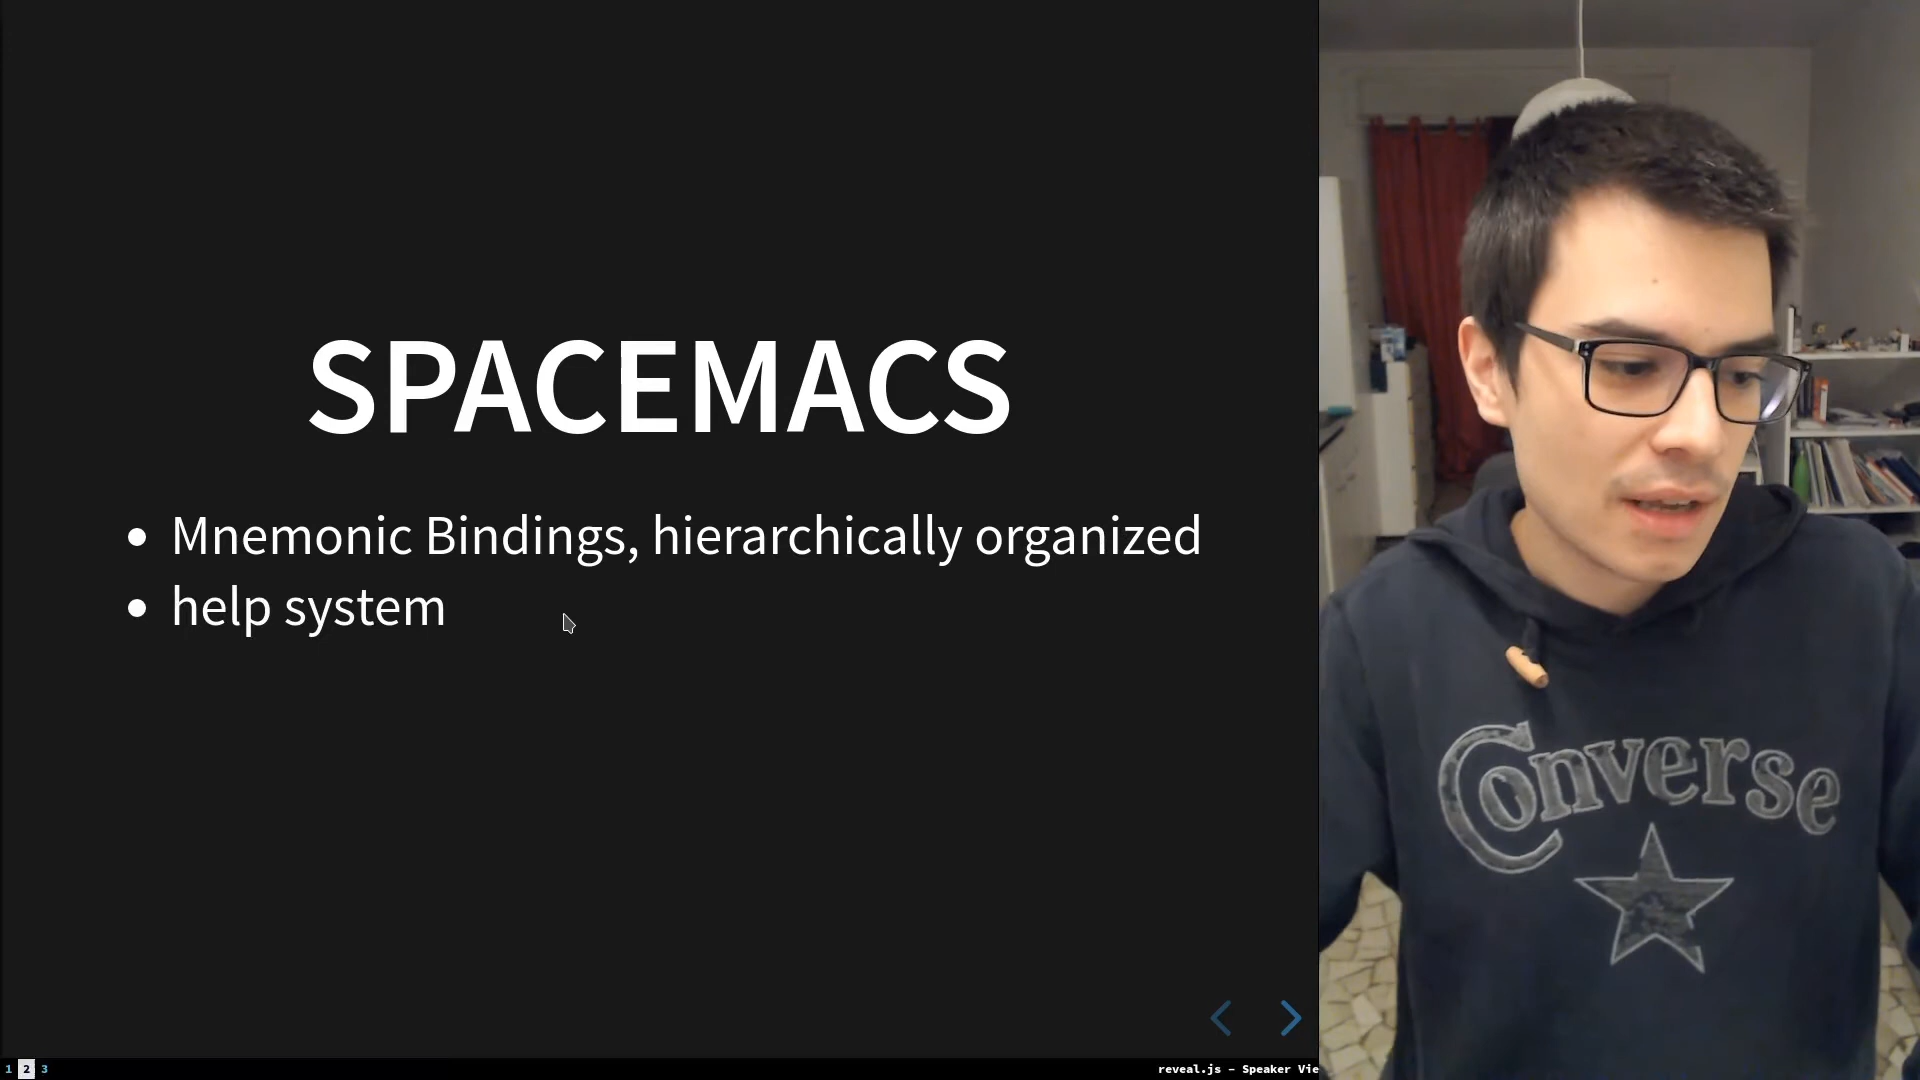 SPACEMACS
Mnemonic Bindings, hierarchically organized
help system
Converse
1 2 3
reveal.js - Speaker Vie